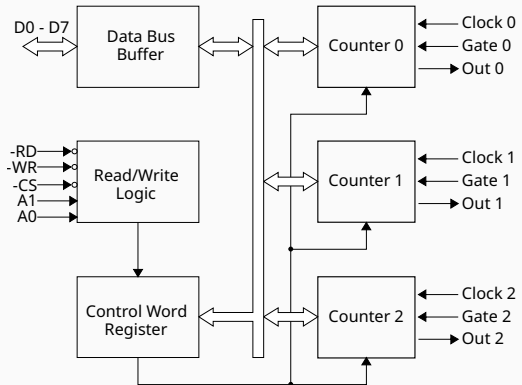 D0 - D7
Data Bus
Buffer
Counter 0
Clock 0
Gate 0
Out 0
-RD
-WR
-CS
A1
A0
Read/Write
Logic
Counter 1
Clock 1
Gate 1
Out 1
Control Word
Register
Counter 2
Clock 2
Gate 2
Out 2